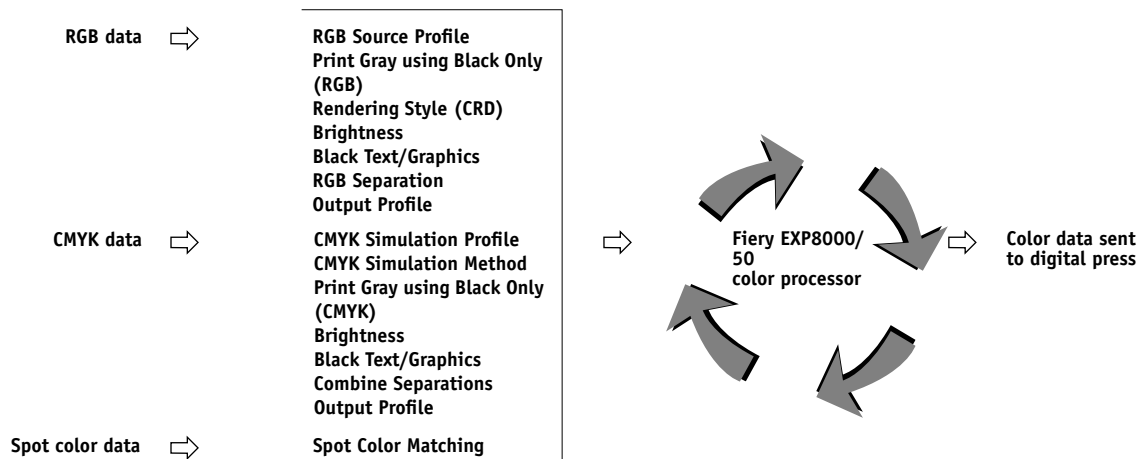 RGB data
RGB Source Profile
Print Gray using Black Only
(RGB)
Rendering Style (CRD)
Brightness
Black Text/Graphics
RGB Separation
Output Profile
CMYK data
CMYK Simulation Profile
CMYK Simulation Method
Print Gray using Black Only
(CMYK)
Brightness
Black Text/Graphics
Combine Separations
Output Profile
Spot color data
Spot Color Matching
Fiery EXP8000/
50
color processor
Color data sent
to digital press